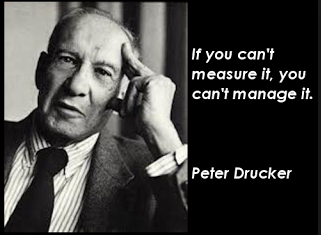 If you can't
measure it, you
can't manage it.
Peter Drucker